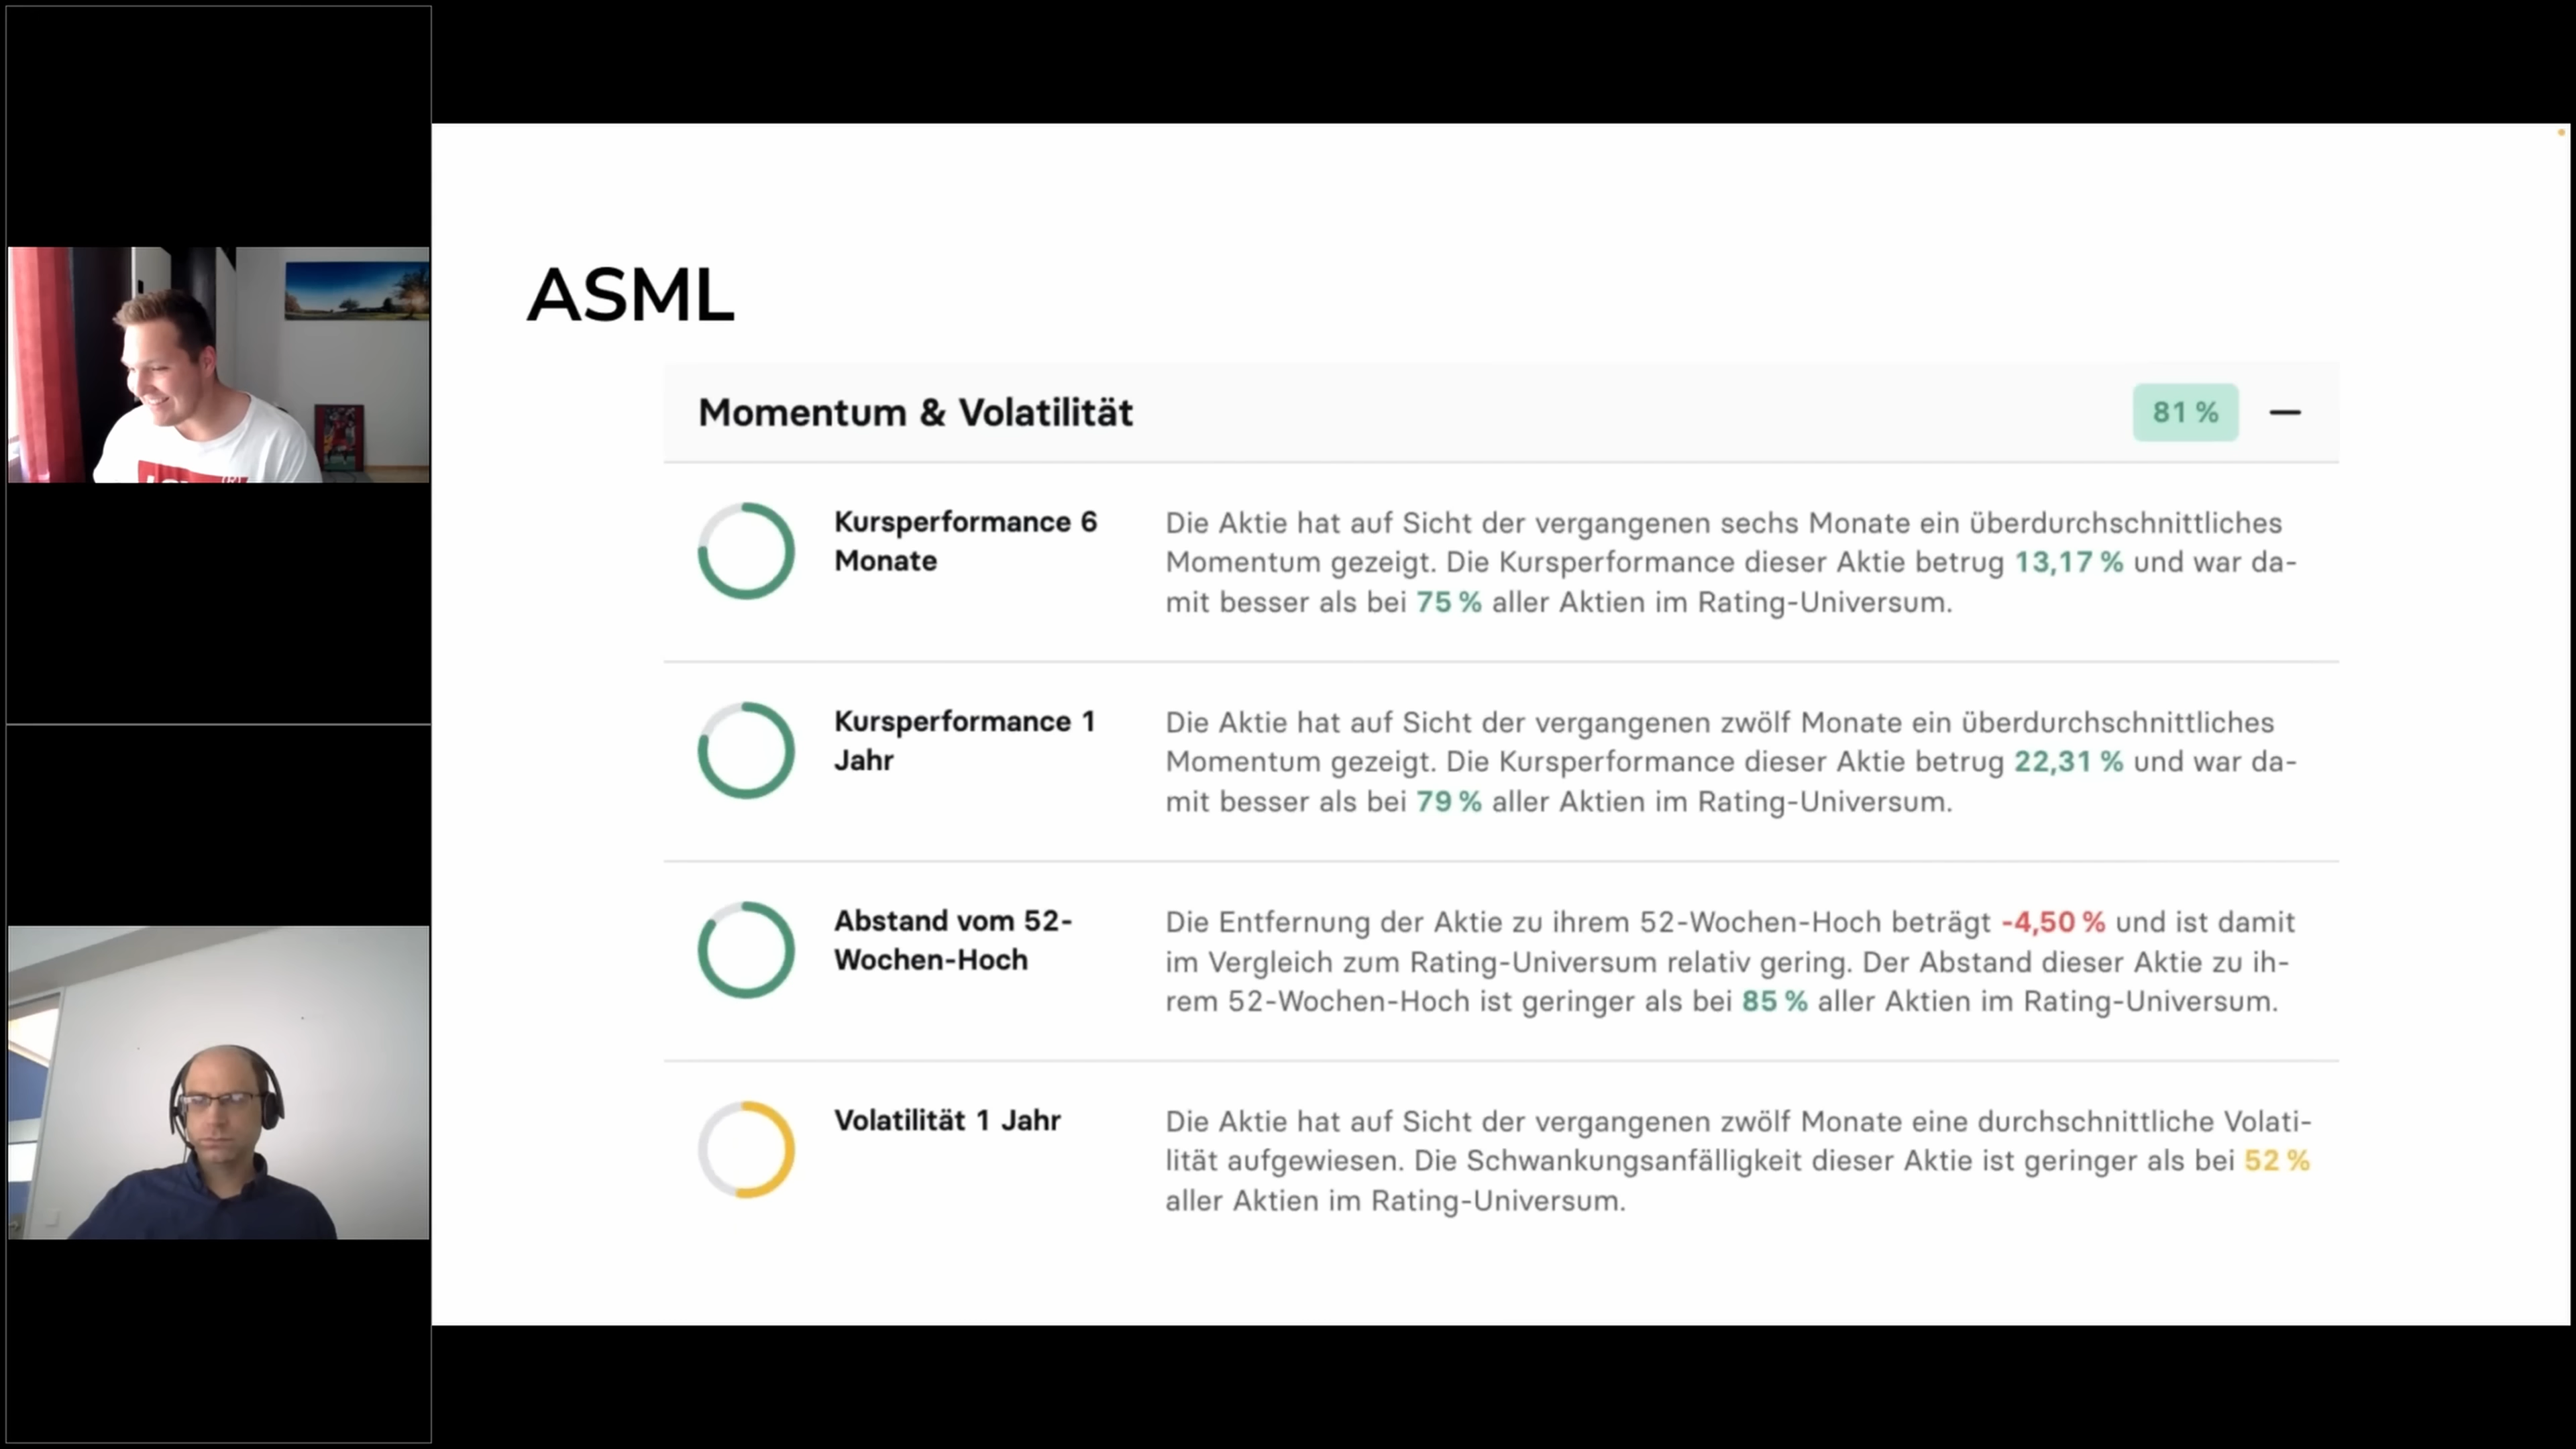 ASML
Momentum & Volatilität
81 %
Kursperformance 6
Monate
Die Aktie hat auf Sicht der vergangenen sechs Monate ein überdurchschnittliches
Momentum gezeigt. Die Kursperformance dieser Aktie betrug 13,17 % und war da-
mit besser als bei 75 % aller Aktien im Rating-Universum.
Kursperformance 1
Jahr
Die Aktie hat auf Sicht der vergangenen zwölf Monate ein überdurchschnittliches
Momentum gezeigt. Die Kursperformance dieser Aktie betrug 22,31 % und war da-
mit besser als bei 79 % aller Aktien im Rating-Universum.
Abstand vom 52-
Wochen-Hoch
Die Entfernung der Aktie zu ihrem 52-Wochen-Hoch beträgt -4,50 % und ist damit
im Vergleich zum Rating-Universum relativ gering. Der Abstand dieser Aktie zu ih-
rem 52-Wochen-Hoch ist geringer als bei 85 % aller Aktien im Rating-Universum.
Volatilität 1 Jahr
Die Aktie hat auf Sicht der vergangenen zwölf Monate eine durchschnittliche Volati-
lität aufgewiesen. Die Schwankungsanfälligkeit dieser Aktie ist geringer als bei 52 %
aller Aktien im Rating-Universum.